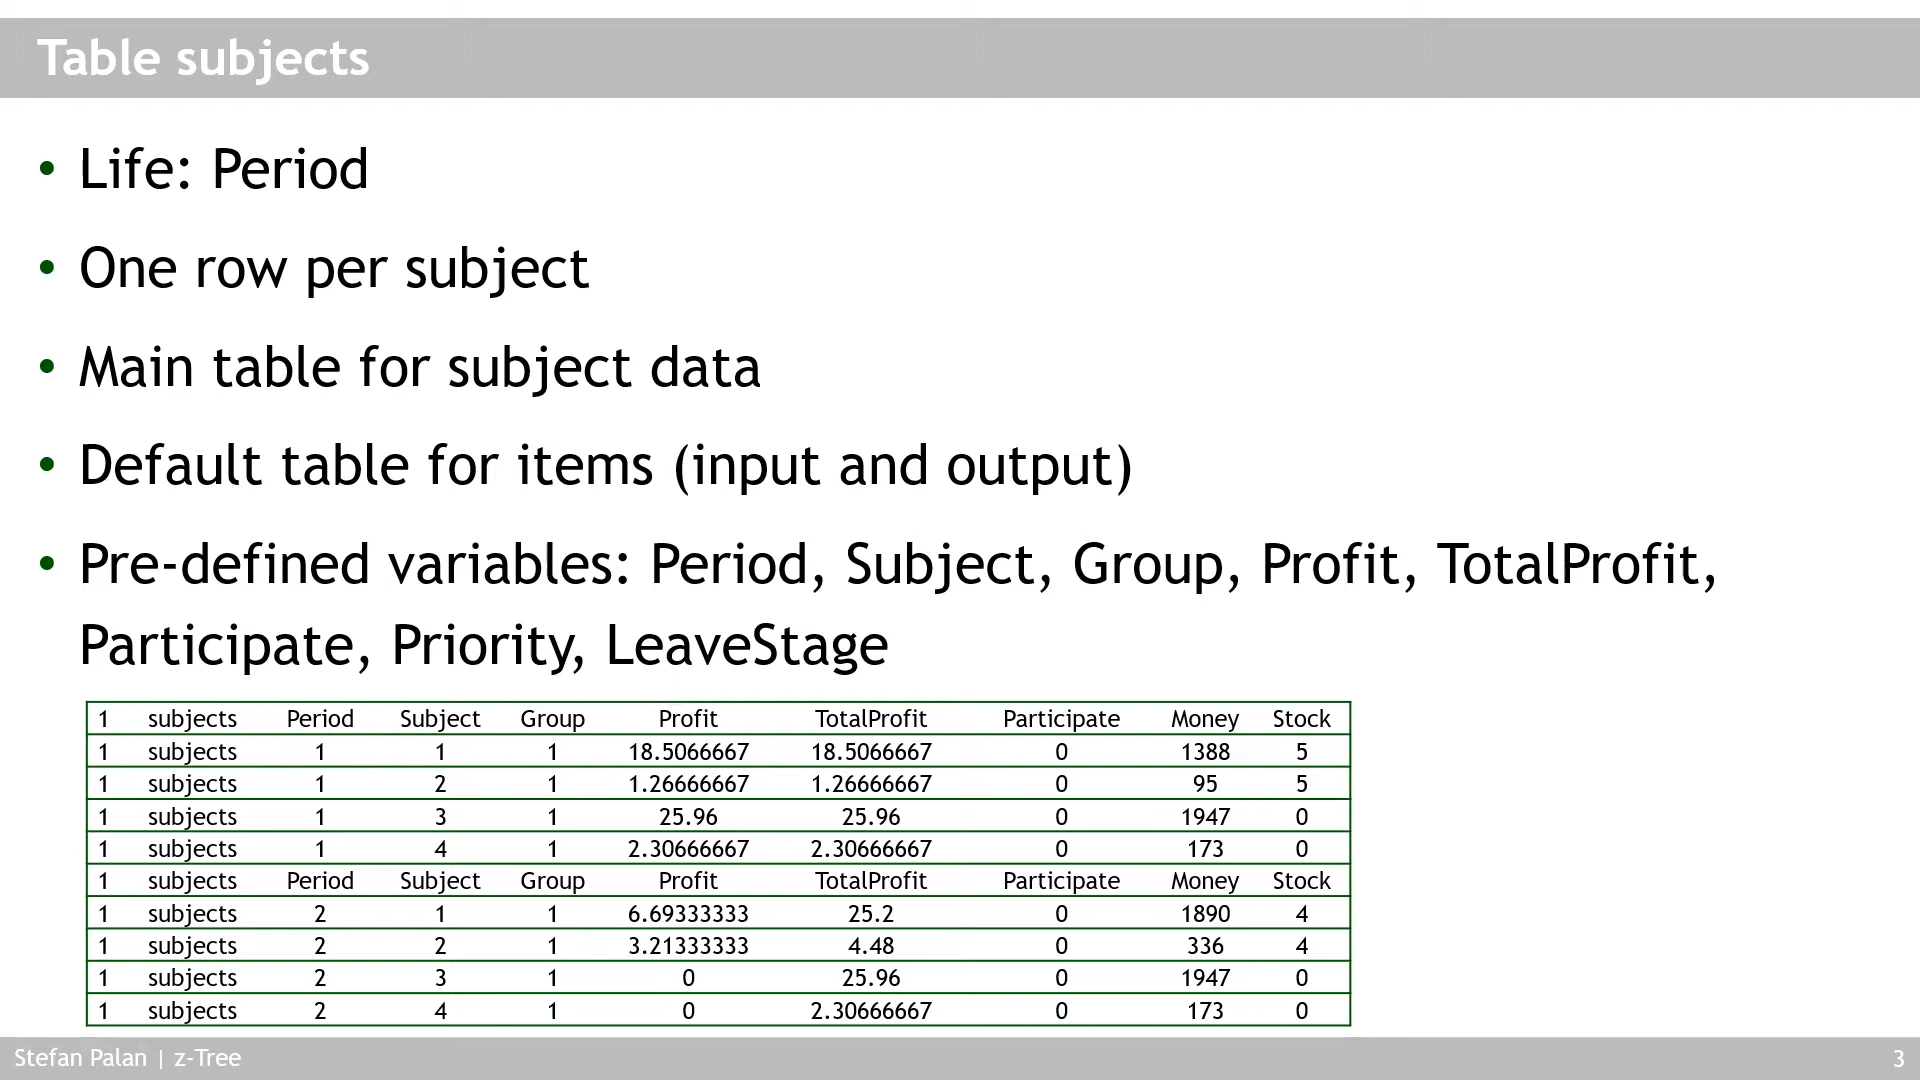 Table subjects
• Life: Period
• One row per subject
• Main table for subject data
• Default table for items (input and output)
• Pre-defined variables: Period, Subject, Group, Profit, TotalProfit,
Participate, Priority, LeaveStage
1 subjects Period Subject Group Profit TotalProfit Participate Money Stock
1 subjects 1 1 1 18.5066667 18.5066667 0 1388 5
1 subjects 1 2 1 1.26666667 1.26666667 0 95 5
1 subjects 1 3 1 25.96 25.96 0 1947 0
1 subjects 1 4 1 2.30666667 2.30666667 0 173 0
1 subjects Period Subject Group Profit TotalProfit Participate Money Stock
1 subjects 2 1 1 6.69333333 25.2 0 1890 4
1 subjects 2 2 1 3.21333333 4.48 0 336 4
1 subjects 2 3 1 0 25.96 0 1947 0
1 subjects 2 4 1 0 2.30666667 0 173 0
Stefan Palan | z-Tree 3